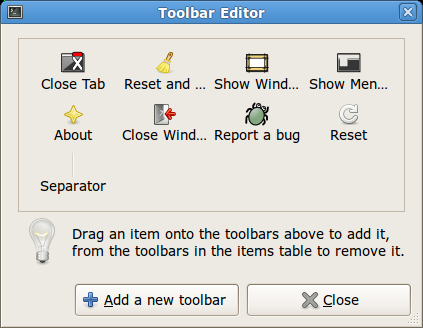 Toolbar Editor
Close Tab Reset and ... Show Wind... Show Men...
About Close Wind... Report a bug Reset
Separator
Drag an item onto the toolbars above to add it,
from the toolbars in the items table to remove it.
Add a new toolbar Close